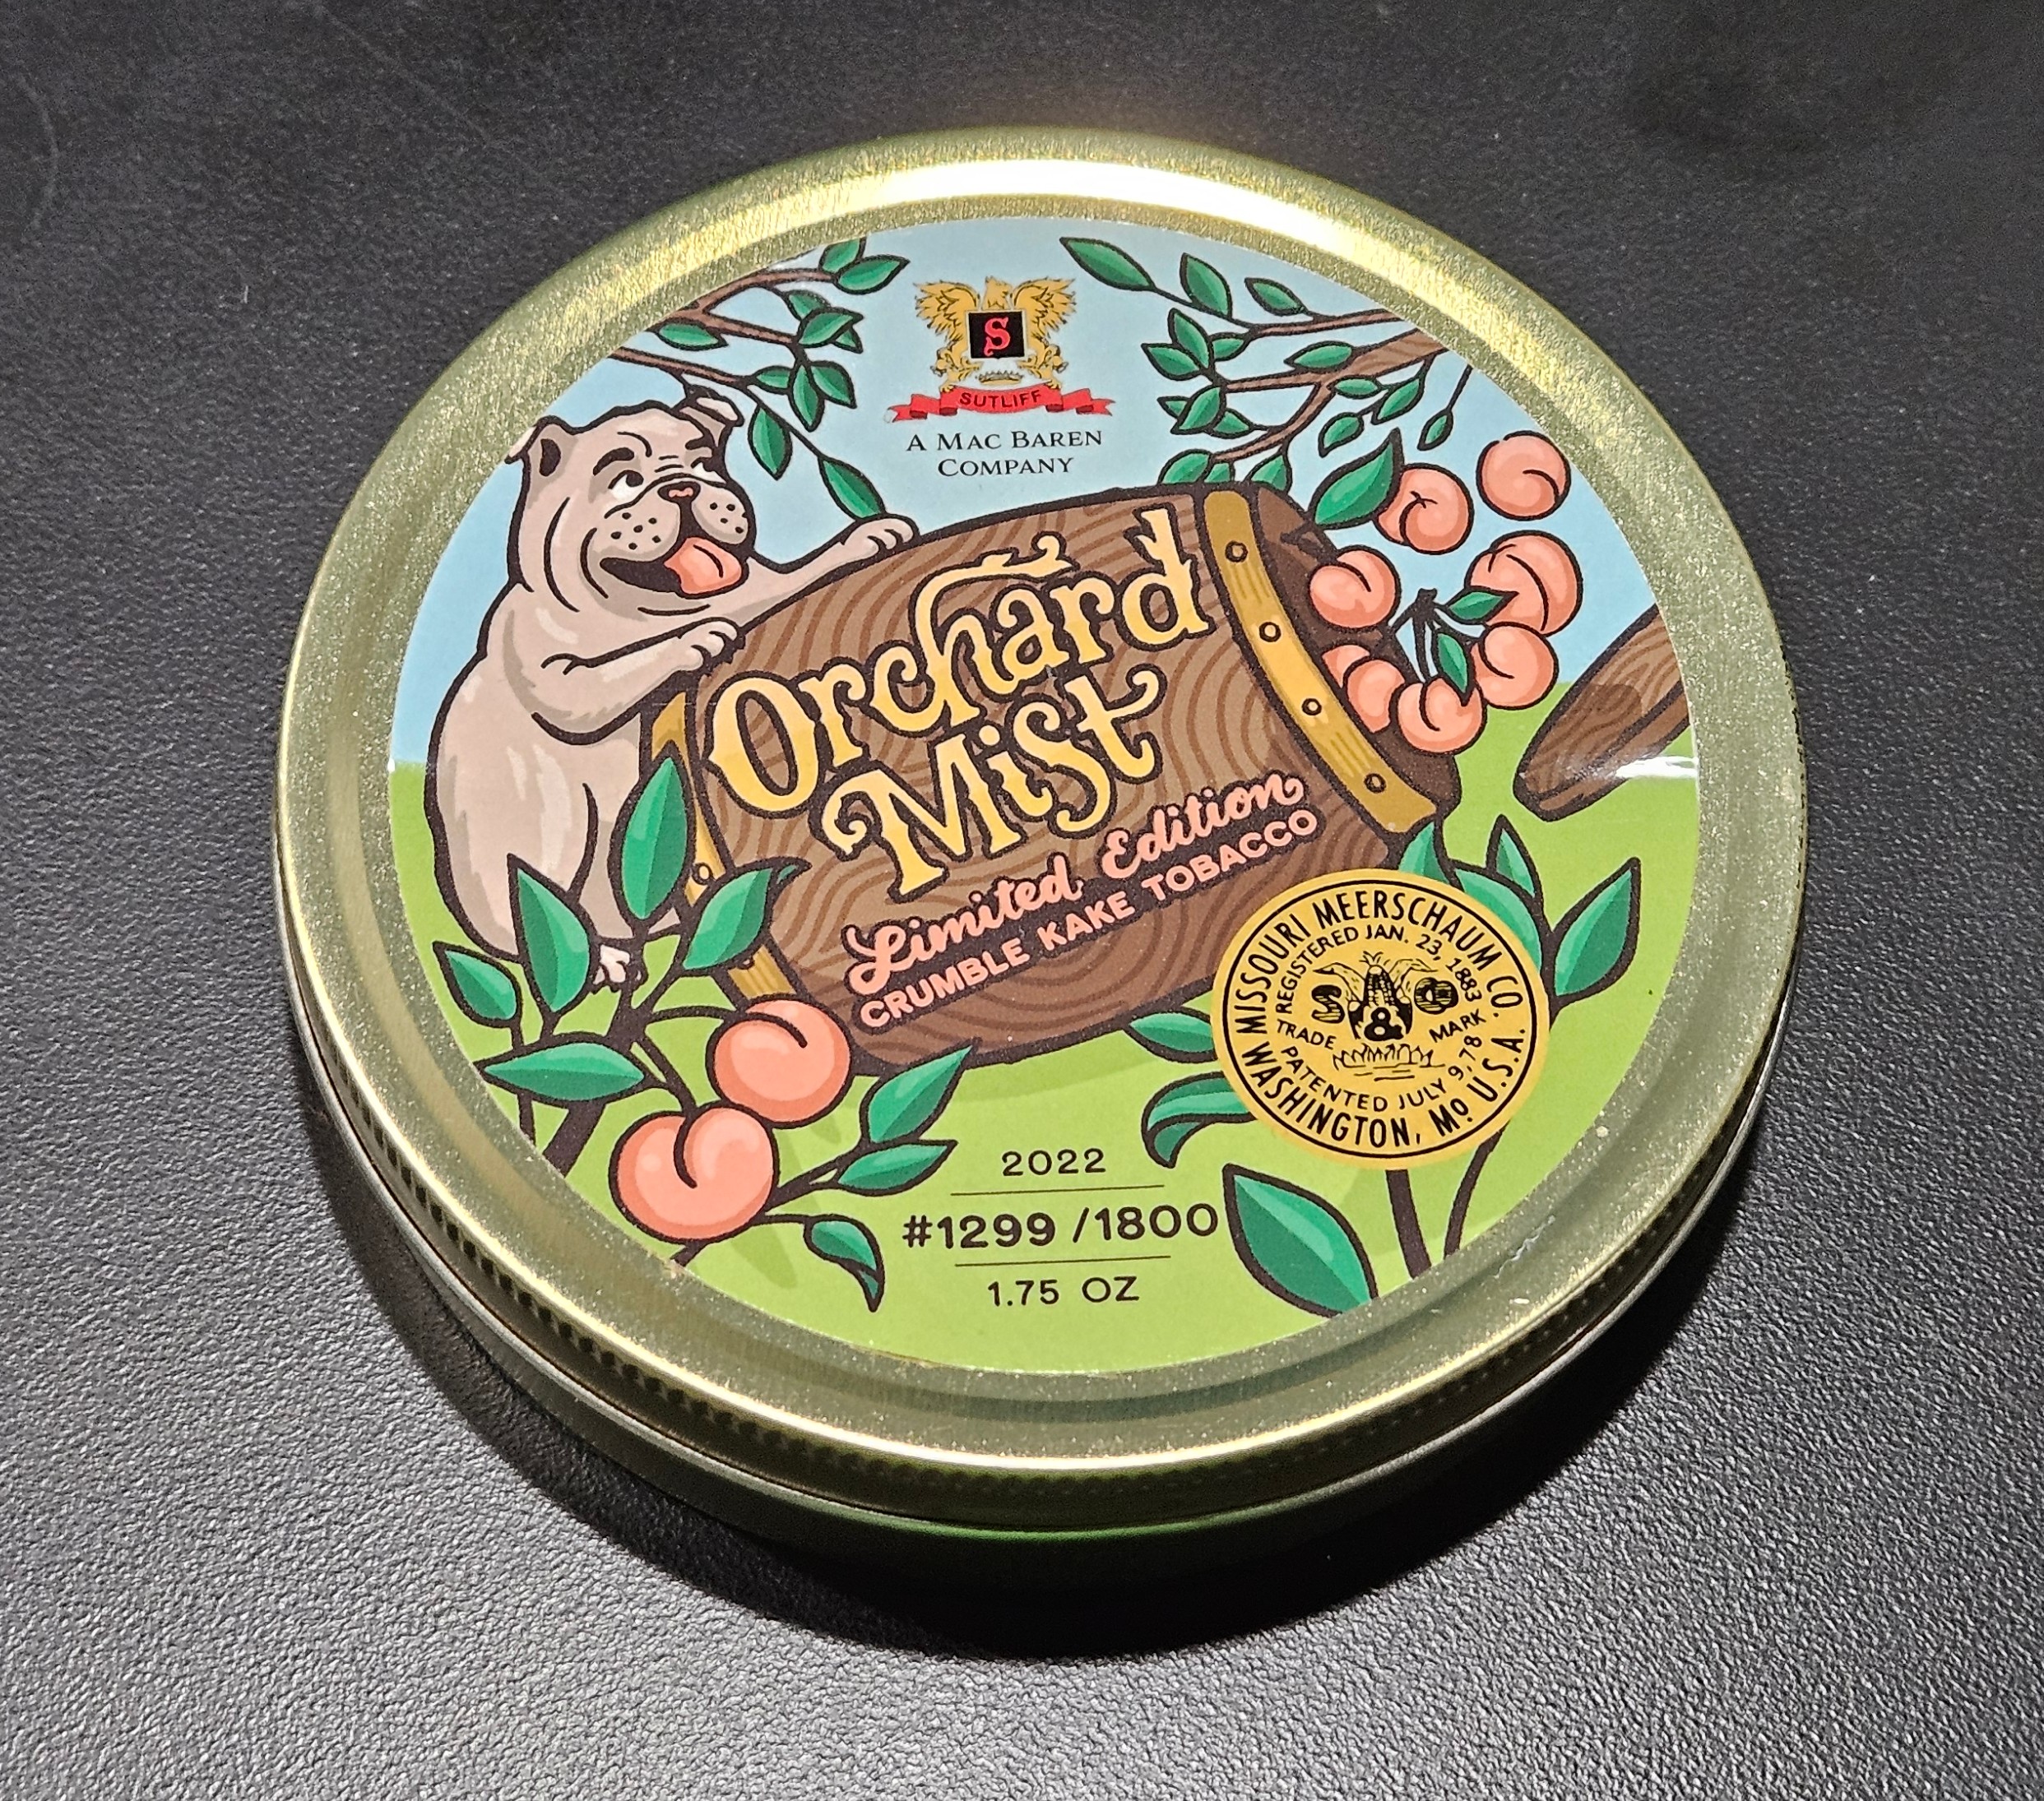 S
SUTLIFF
A MAC BAREN
COMPANY
Orchard
Mist
Limited Edition
CRUMBLE KAKE TOBACCO
MISSOURI MEERSCHAUM CO.
WASHINGTON, Mo U.S.A.
REGISTERED JAN. 23, 1883
TRADE MARK
PATENTED JULY 9, 78
2022
#1299 /1800
1.75 OZ